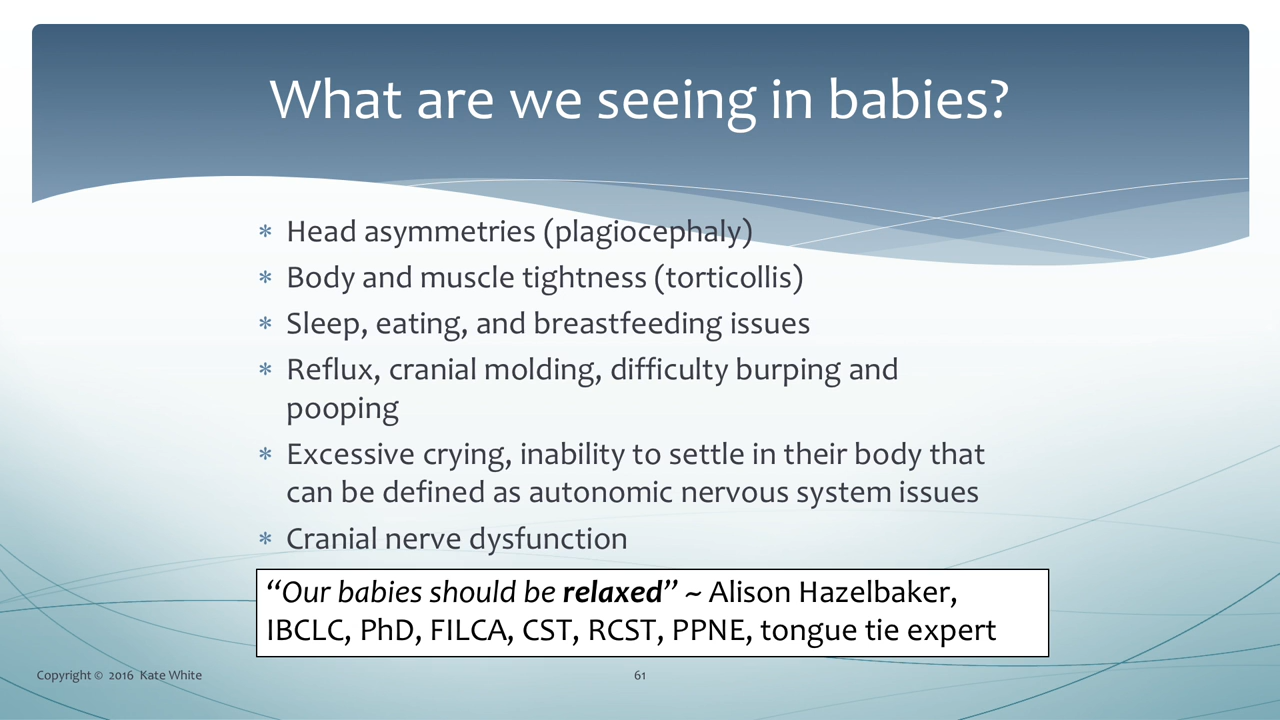 What are we seeing in babies?
* Head asymmetries (plagiocephaly)
* Body and muscle tightness (torticollis)
* Sleep, eating, and breastfeeding issues
* Reflux, cranial molding, difficulty burping and
pooping
* Excessive crying, inability to settle in their body that
can be defined as autonomic nervous system issues
* Cranial nerve dysfunction
“Our babies should be relaxed” ~ Alison Hazelbaker,
IBCLC, PhD, FILCA, CST, RCST, PPNE, tongue tie expert
Copyright © 2016 Kate White
61